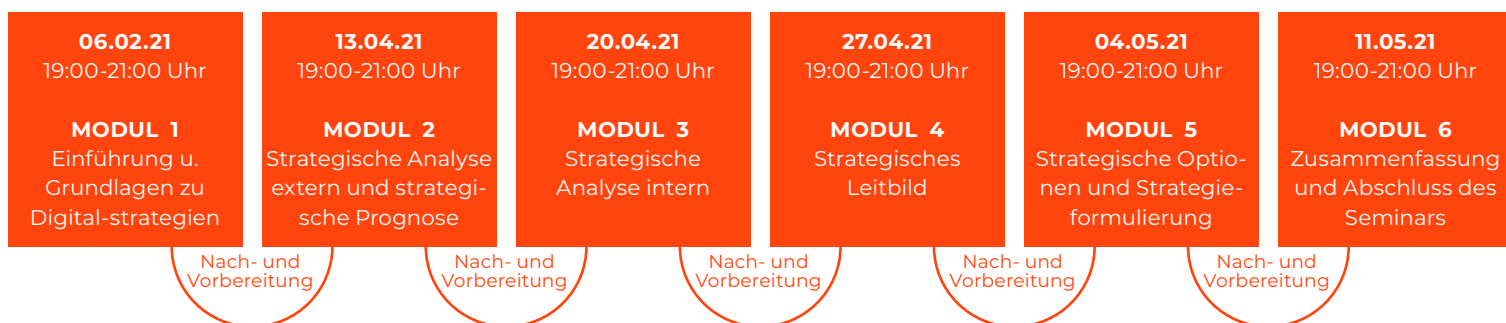 06.02.21
19:00-21:00 Uhr
MODUL 1
Einführung u.
Grundlagen zu
Digital-strategien
13.04.21
19:00-21:00 Uhr
MODUL 2
Strategische Analyse
extern und strategi-
sche Prognose
20.04.21
19:00-21:00 Uhr
MODUL 3
Strategische
Analyse intern
27.04.21
19:00-21:00 Uhr
MODUL 4
Strategisches
Leitbild
04.05.21
19:00-21:00 Uhr
MODUL 5
Strategische Optio-
nen und Strategie-
formulierung
11.05.21
19:00-21:00 Uhr
MODUL 6
Zusammenfassung
und Abschluss des
Seminars
Nach- und
Vorbereitung
Nach- und
Vorbereitung
Nach- und
Vorbereitung
Nach- und
Vorbereitung
Nach- und
Vorbereitung